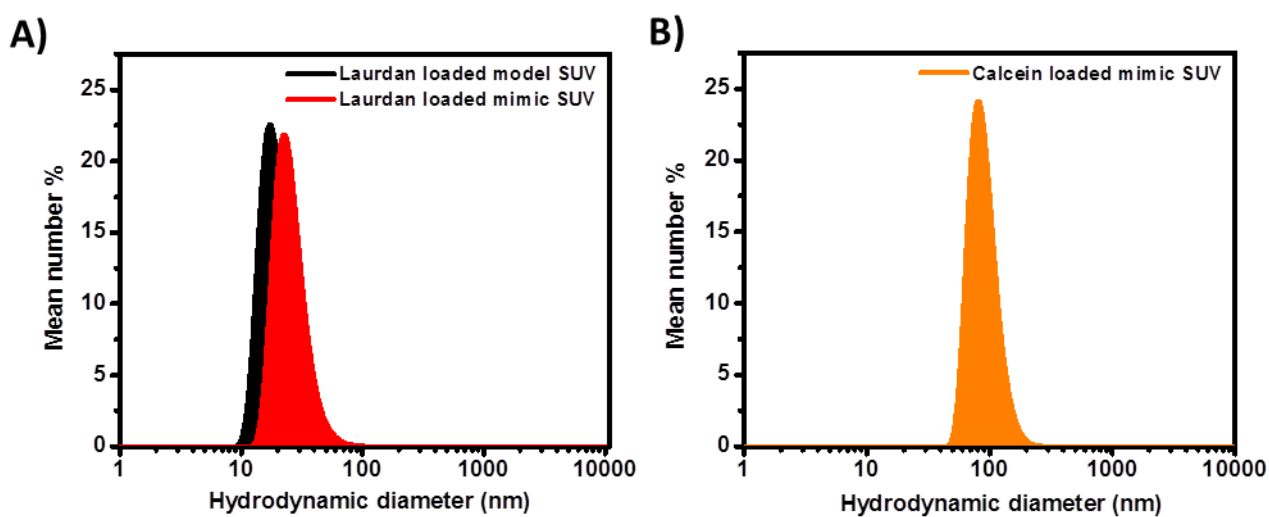 A)
Laurdan loaded model SUV
Laurdan loaded mimic SUV
Mean number %
25
20
15
10
5
0
1 10 100 1000 10000
Hydrodynamic diameter (nm)
B)
Calcein loaded mimic SUV
Mean number %
25
20
15
10
5
0
1 10 100 1000 10000
Hydrodynamic diameter (nm)